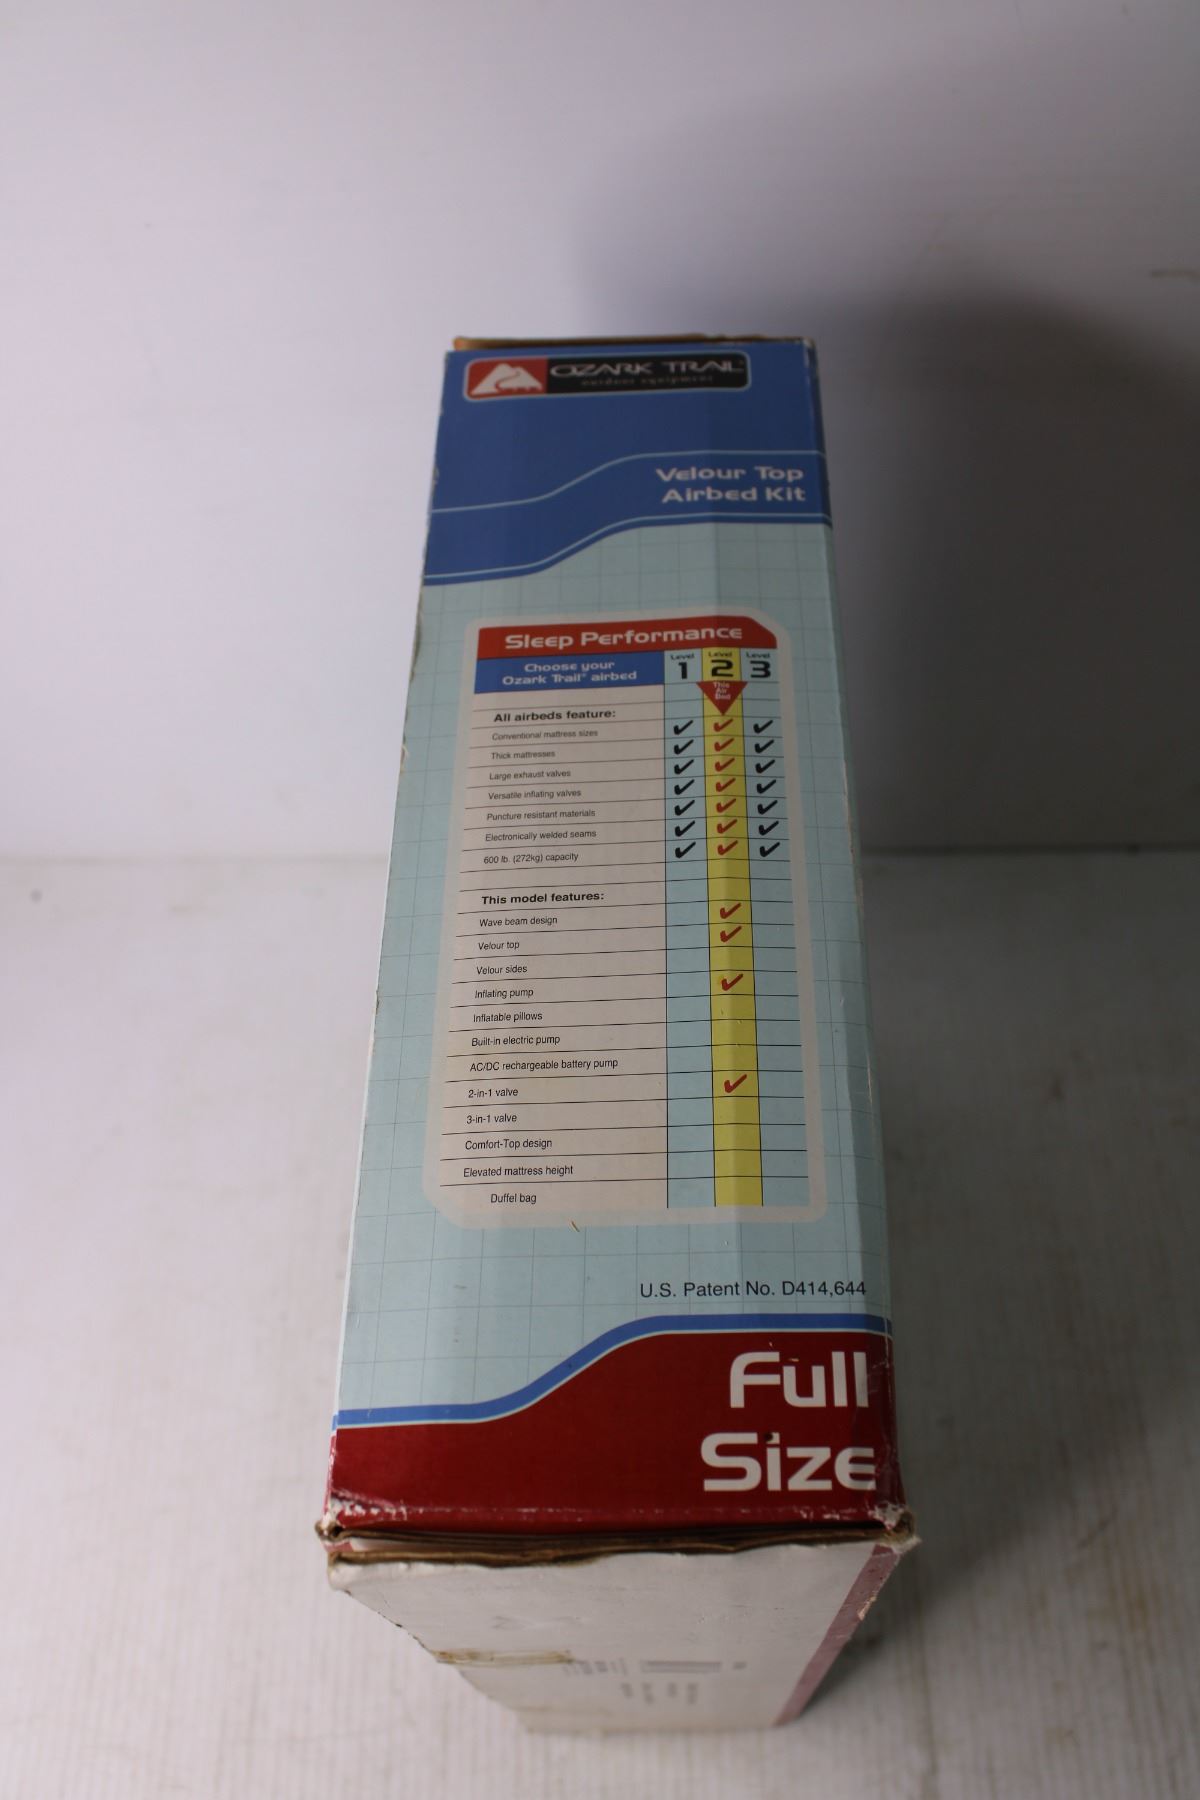 OZARK TRAIL
outdoor equipment
Velour Top
Airbed Kit
Sleep Performance
Choose your
Ozark Trail® airbed
Level 1
Level 2
Level 3
This
Air
Bed
All airbeds feature:
Conventional mattress sizes ✔ ✔ ✔
Thick mattresses ✔ ✔ ✔
Large exhaust valves ✔ ✔ ✔
Versatile inflating valves ✔ ✔ ✔
Puncture resistant materials ✔ ✔ ✔
Electronically welded seams ✔ ✔ ✔
600 lb. (272kg) capacity ✔ ✔ ✔
This model features:
Wave beam design ✔
Velour top ✔
Velour sides
Inflating pump ✔
Inflatable pillows
Built-in electric pump
AC/DC rechargeable battery pump
2-in-1 valve ✔
3-in-1 valve
Comfort-Top design
Elevated mattress height
Duffel bag
U.S. Patent No. D414,644
Full
Size